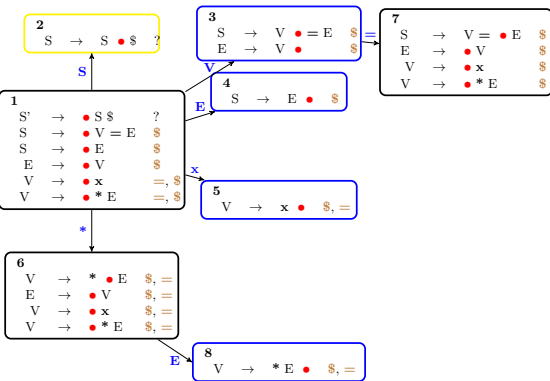 2
S → S • $ ?
S
1
S' → • S $ ?
S → • V = E $
S → • E $
E → • V $
V → • x =, $
V → • * E =, $
V
3
S → V • = E $
E → V • $
=
7
S → V = • E $
E → • V $
V → • x $
V → • * E $
E
4
S → E • $
x
5
V → x • $, =
*
6
V → * • E $, =
E → • V $, =
V → • x $, =
V → • * E $, =
E
8
V → * E • $, =